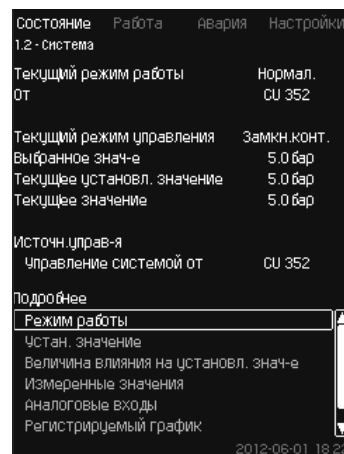 Состояние Работа Авария Настройки
1.2 - Система
Текущий режим работы Нормал.
От CU 352
Текущий режим управления Замкн.конт.
Выбранное знач-е 5.0 бар
Текущее установл. значение 5.0 бар
Текущее значение 5.0 бар
Источн.управ-я
Управление системой от CU 352
Подробнее
Режим работы
Устан. значение
Величина влияния на установл. знач-е
Измеренные значения
Аналоговые входы
Регистрируемый график
2012-06-01 18:22